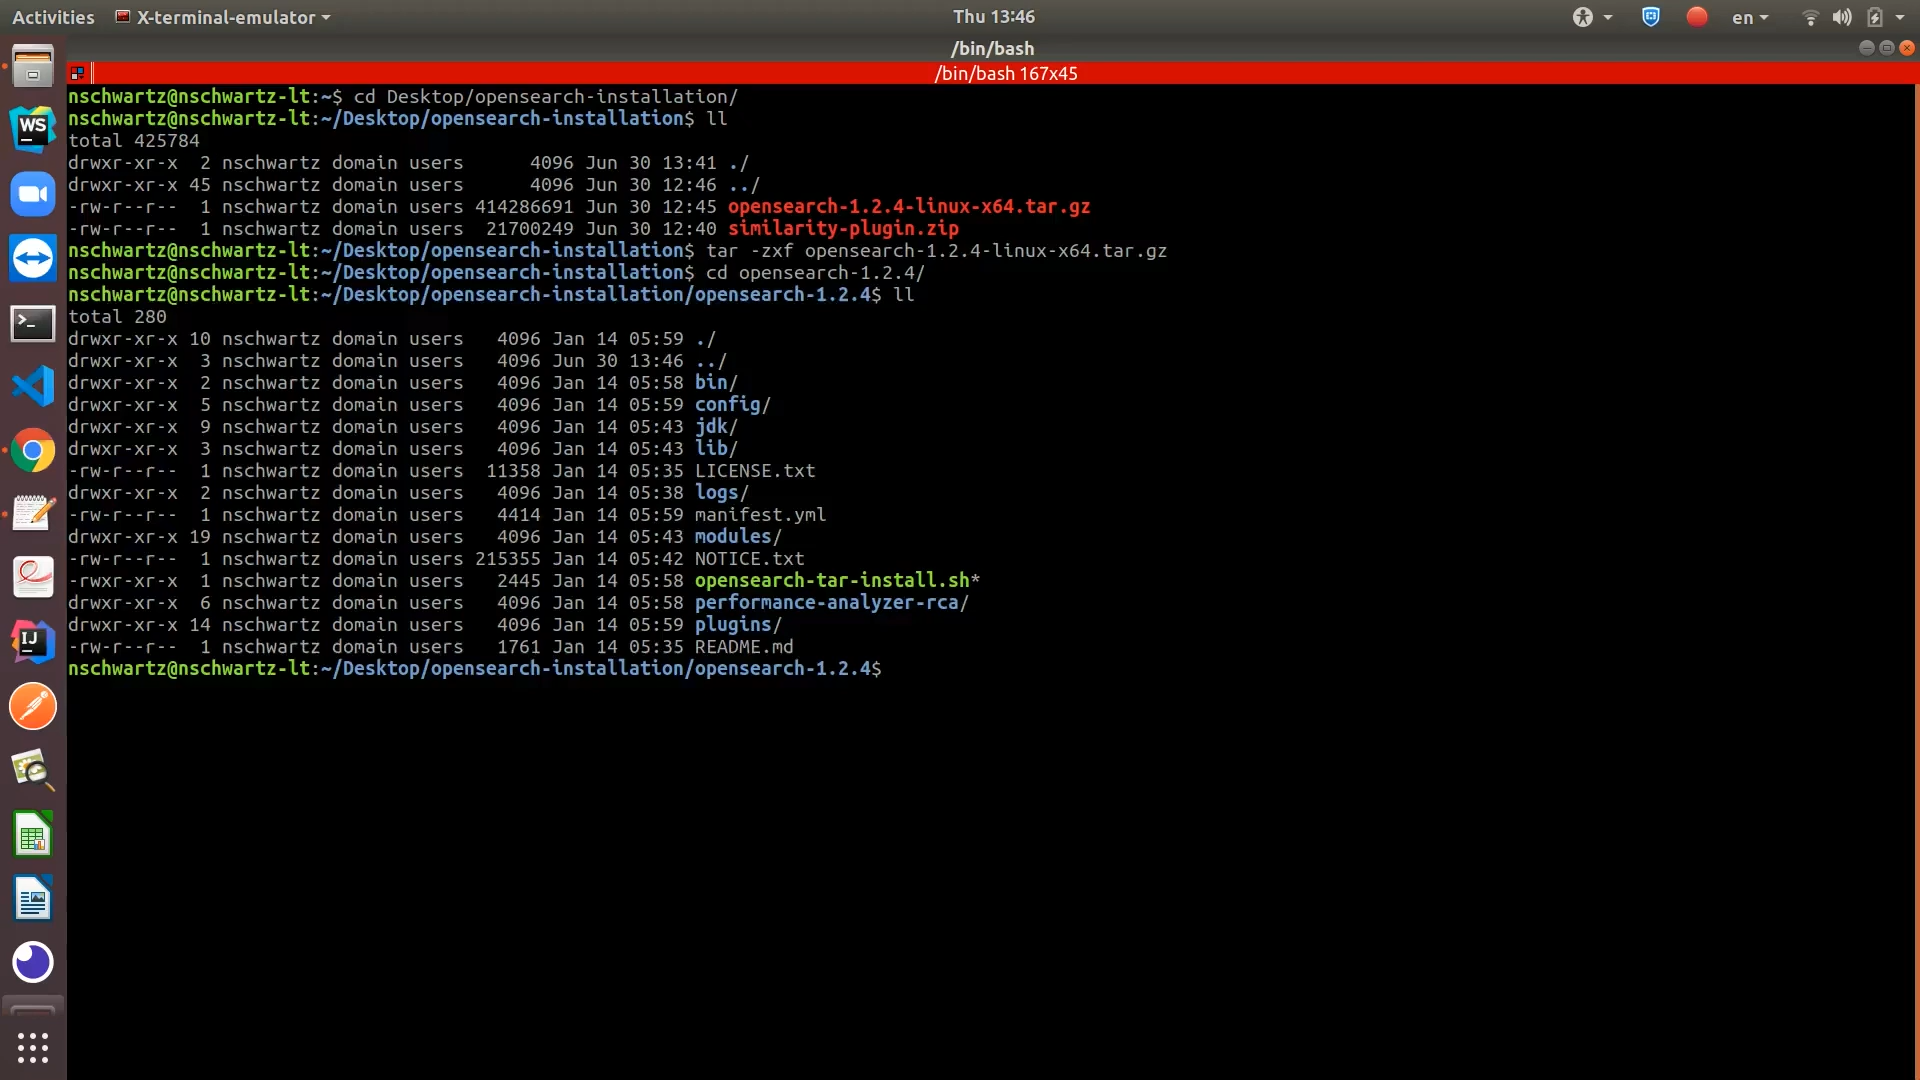 Activities X-terminal-emulator Thu 13:46 en
/bin/bash
/bin/bash 167x45
nschwartz@nschwartz-lt:~$ cd Desktop/opensearch-installation/
nschwartz@nschwartz-lt:~/Desktop/opensearch-installation$ ll
total 425784
drwxr-xr-x  2 nschwartz domain users      4096 Jun 30 13:41 ./
drwxr-xr-x 45 nschwartz domain users      4096 Jun 30 12:46 ../
-rw-r--r--  1 nschwartz domain users 414286691 Jun 30 12:45 opensearch-1.2.4-linux-x64.tar.gz
-rw-r--r--  1 nschwartz domain users  21700249 Jun 30 12:40 similarity-plugin.zip
nschwartz@nschwartz-lt:~/Desktop/opensearch-installation$ tar -zxf opensearch-1.2.4-linux-x64.tar.gz
nschwartz@nschwartz-lt:~/Desktop/opensearch-installation$ cd opensearch-1.2.4/
nschwartz@nschwartz-lt:~/Desktop/opensearch-installation/opensearch-1.2.4$ ll
total 280
drwxr-xr-x 10 nschwartz domain users   4096 Jan 14 05:59 ./
drwxr-xr-x  3 nschwartz domain users   4096 Jun 30 13:46 ../
drwxr-xr-x  2 nschwartz domain users   4096 Jan 14 05:58 bin/
drwxr-xr-x  5 nschwartz domain users   4096 Jan 14 05:59 config/
drwxr-xr-x  9 nschwartz domain users   4096 Jan 14 05:43 jdk/
drwxr-xr-x  3 nschwartz domain users   4096 Jan 14 05:43 lib/
-rw-r--r--  1 nschwartz domain users  11358 Jan 14 05:35 LICENSE.txt
drwxr-xr-x  2 nschwartz domain users   4096 Jan 14 05:38 logs/
-rw-r--r--  1 nschwartz domain users   4414 Jan 14 05:59 manifest.yml
drwxr-xr-x 19 nschwartz domain users   4096 Jan 14 05:43 modules/
-rw-r--r--  1 nschwartz domain users 215355 Jan 14 05:42 NOTICE.txt
-rwxr-xr-x  1 nschwartz domain users   2445 Jan 14 05:58 opensearch-tar-install.sh*
drwxr-xr-x  6 nschwartz domain users   4096 Jan 14 05:58 performance-analyzer-rca/
drwxr-xr-x 14 nschwartz domain users   4096 Jan 14 05:59 plugins/
-rw-r--r--  1 nschwartz domain users   1761 Jan 14 05:35 README.md
nschwartz@nschwartz-lt:~/Desktop/opensearch-installation/opensearch-1.2.4$
WS
IJ